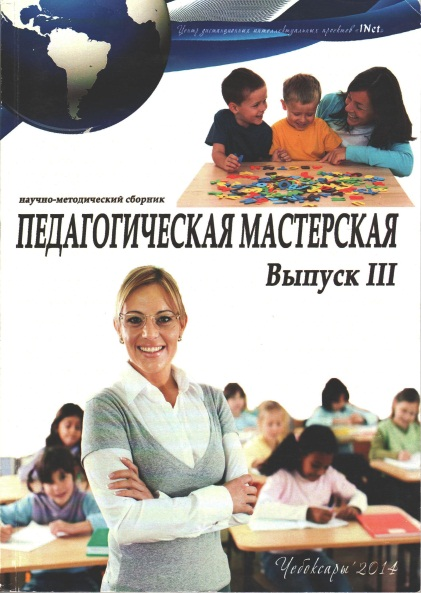 Центр дистанционных интеллектуальных проектов «INet»
научно-методический сборник
ПЕДАГОГИЧЕСКАЯ МАСТЕРСКАЯ
Выпуск III
Чебоксары' 2014